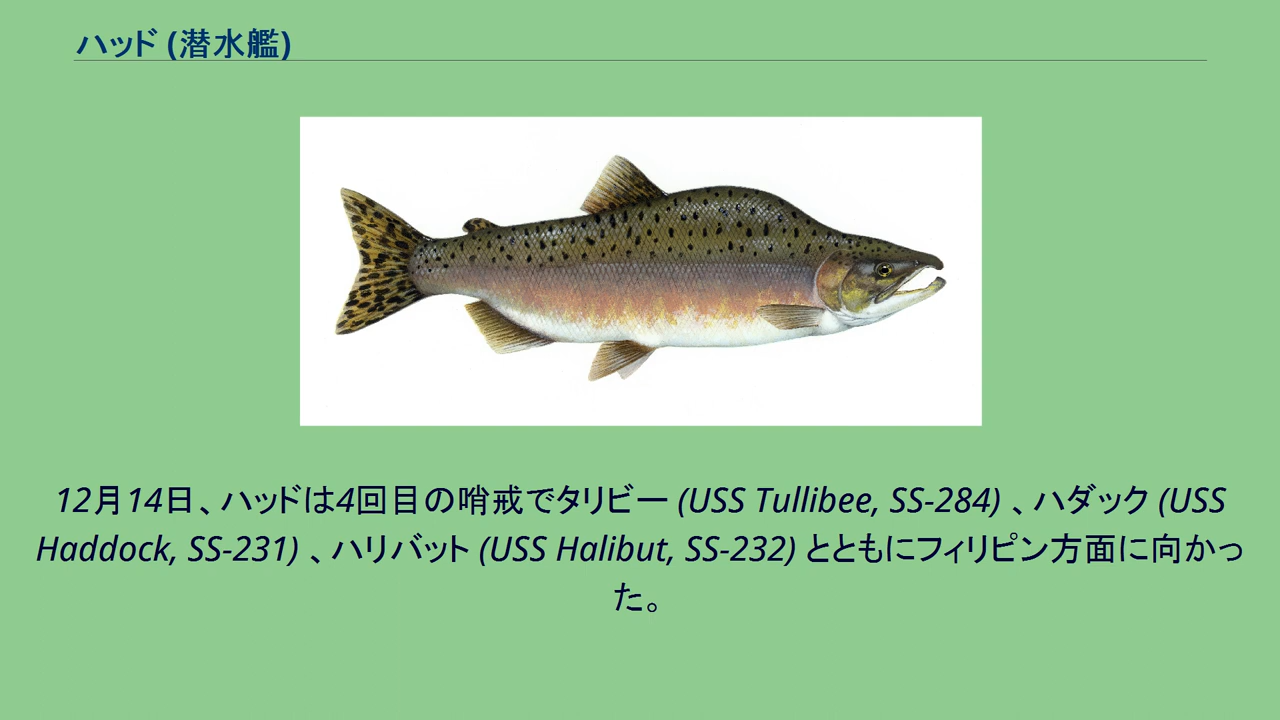 ハッド (潜水艦)
12月14日、ハッドは4回目の哨戒でタリビー (USS Tullibee, SS-284) 、ハダック (USS
Haddock, SS-231) 、ハリバット (USS Halibut, SS-232) とともにフィリピン方面に向かっ
た。